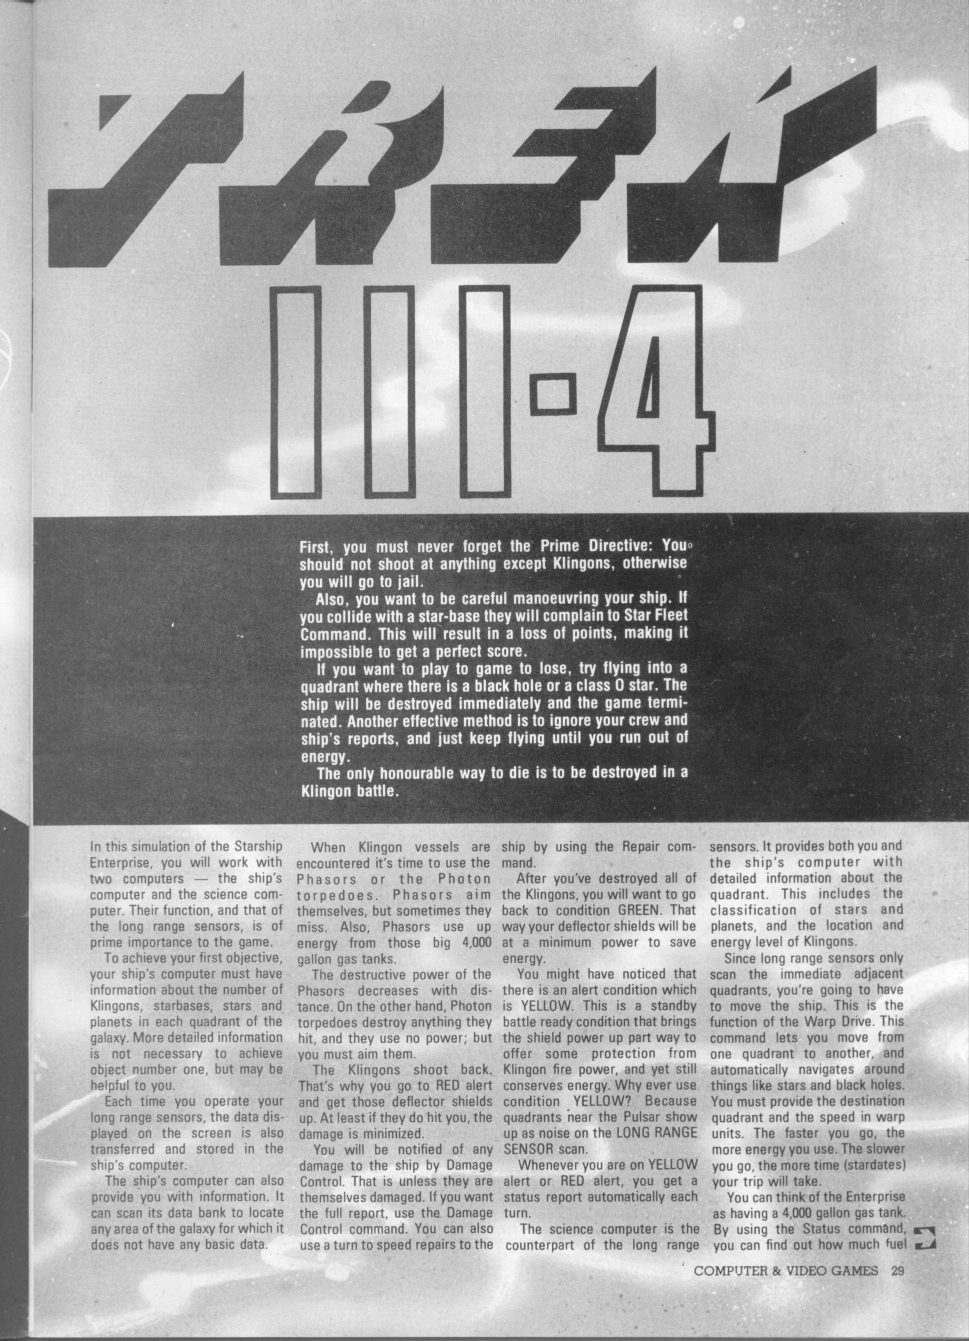 TREK
III·4
First, you must never forget the Prime Directive: You
should not shoot at anything except Klingons, otherwise
you will go to jail.
Also, you want to be careful manoeuvring your ship. If
you collide with a star-base they will complain to Star Fleet
Command. This will result in a loss of points, making it
impossible to get a perfect score.
If you want to play to game to lose, try flying into a
quadrant where there is a black hole or a class O star. The
ship will be destroyed immediately and the game termi-
nated. Another effective method is to ignore your crew and
ship's reports, and just keep flying until you run out of
energy.
The only honourable way to die is to be destroyed in a
Klingon battle.
In this simulation of the Starship
Enterprise, you will work with
two computers — the ship's
computer and the science com-
puter. Their function, and that of
the long range sensors, is of
prime importance to the game.
To achieve your first objective,
your ship's computer must have
information about the number of
Klingons, starbases, stars and
planets in each quadrant of the
galaxy. More detailed information
is not necessary to achieve
object number one, but may be
helpful to you.
Each time you operate your
long range sensors, the data dis-
played on the screen is also
transferred and stored in the
ship's computer.
The ship's computer can also
provide you with information. It
can scan its data bank to locate
any area of the galaxy for which it
does not have any basic data.
When Klingon vessels are
encountered it's time to use the
Phasors or the Photon
torpedoes. Phasors aim
themselves, but sometimes they
miss. Also, Phasors use up
energy from those big 4,000
gallon gas tanks.
The destructive power of the
Phasors decreases with dis-
tance. On the other hand, Photon
torpedoes destroy anything they
hit, and they use no power; but
you must aim them.
The Klingons shoot back.
That's why you go to RED alert
and get those deflector shields
up. At least if they do hit you, the
damage is minimized.
You will be notified of any
damage to the ship by Damage
Control. That is unless they are
themselves damaged. If you want
the full report, use the Damage
Control command. You can also
use a turn to speed repairs to the
ship by using the Repair com-
mand.
After you've destroyed all of
the Klingons, you will want to go
back to condition GREEN. That
way your deflector shields will be
at a minimum power to save
energy.
You might have noticed that
there is an alert condition which
is YELLOW. This is a standby
battle ready condition that brings
the shield power up part way to
offer some protection from
Klingon fire power, and yet still
conserves energy. Why ever use
condition YELLOW? Because
quadrants near the Pulsar show
up as noise on the LONG RANGE
SENSOR scan.
Whenever you are on YELLOW
alert or RED alert, you get a
status report automatically each
turn.
The science computer is the
counterpart of the long range
sensors. It provides both you and
the ship's computer with
detailed information about the
quadrant. This includes the
classification of stars and
planets, and the location and
energy level of Klingons.
Since long range sensors only
scan the immediate adjacent
quadrants, you're going to have
to move the ship. This is the
function of the Warp Drive. This
command lets you move from
one quadrant to another, and
automatically navigates around
things like stars and black holes.
You must provide the destination
quadrant and the speed in warp
units. The faster you go, the
more energy you use. The slower
you go, the more time (stardates)
your trip will take.
You can think of the Enterprise
as having a 4,000 gallon gas tank.
By using the Status command,
you can find out how much fuel
COMPUTER & VIDEO GAMES 29